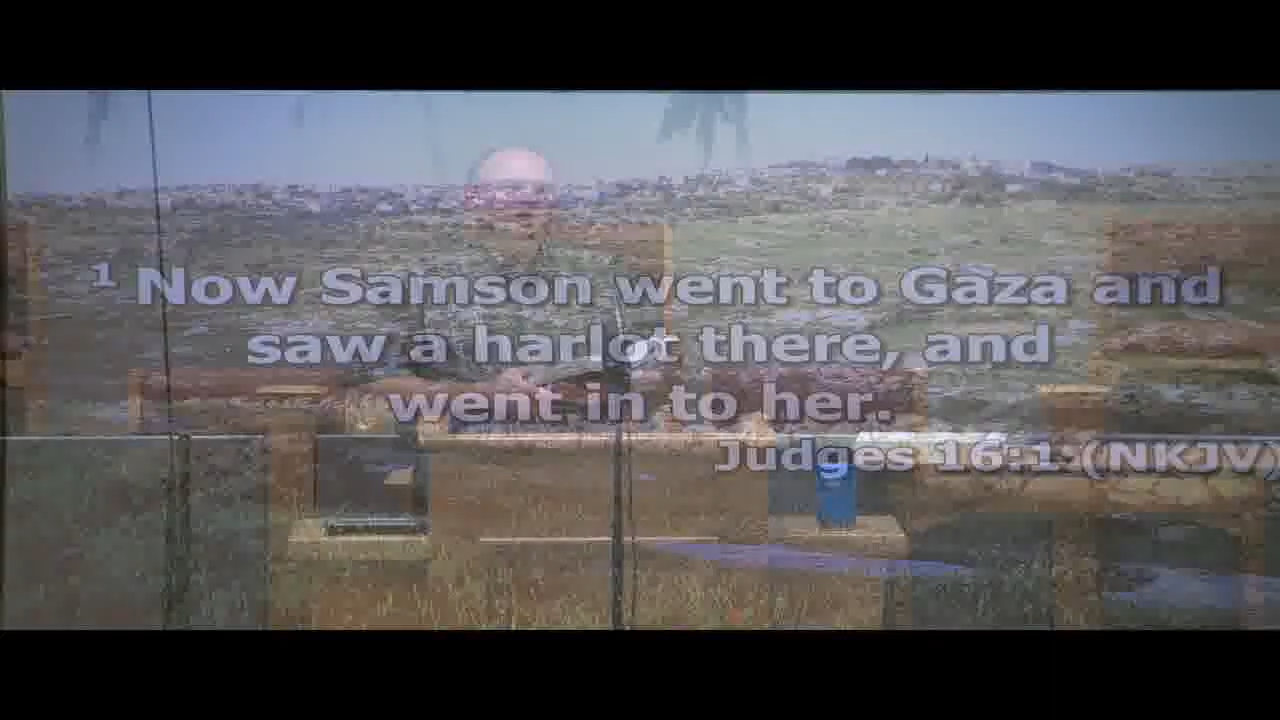 1 Now Samson went to Gaza and
saw a harlot there, and
went in to her.
Judges 16:1 (NKJV)